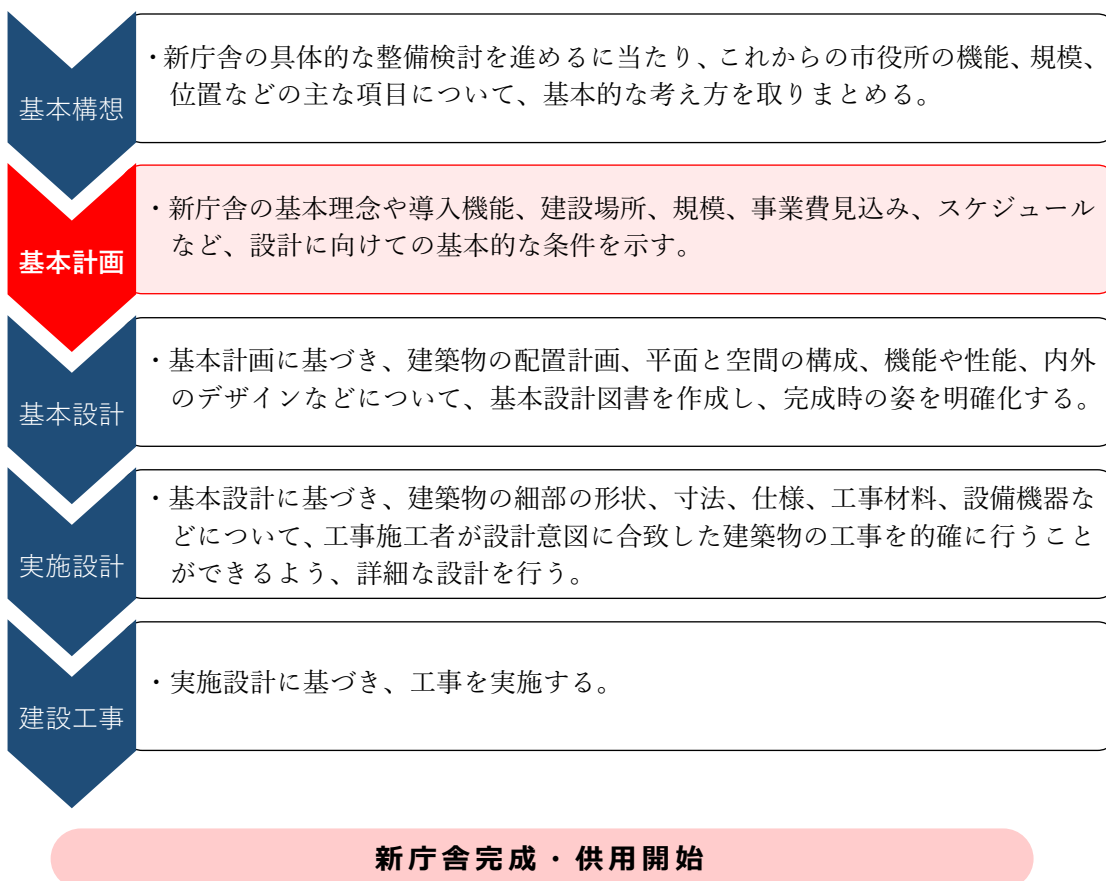 基本構想
・新庁舎の具体的な整備検討を進めるに当たり、これからの市役所の機能、規模、
位置などの主な項目について、基本的な考え方を取りまとめる。
基本計画
・新庁舎の基本理念や導入機能、建設場所、規模、事業費見込み、スケジュール
など、設計に向けての基本的な条件を示す。
基本設計
・基本計画に基づき、建築物の配置計画、平面と空間の構成、機能や性能、内外
のデザインなどについて、基本設計図書を作成し、完成時の姿を明確化する。
実施設計
・基本設計に基づき、建築物の細部の形状、寸法、仕様、工事材料、設備機器な
どについて、工事施工者が設計意図に合致した建築物の工事を的確に行うこと
ができるよう、詳細な設計を行う。
建設工事
・実施設計に基づき、工事を実施する。
新庁舎完成・供用開始